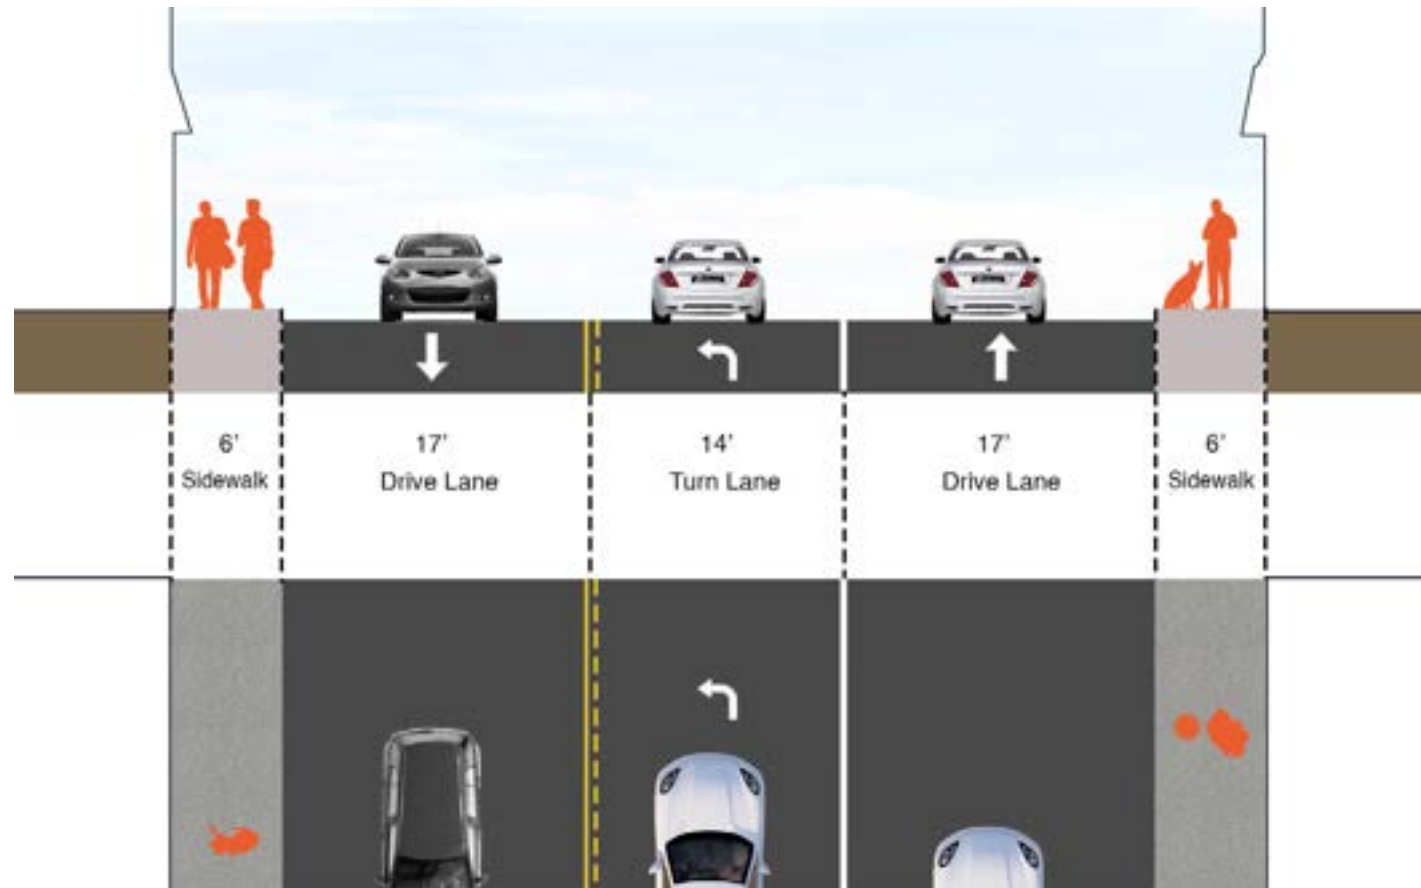 6’
Sidewalk
17’
Drive Lane
14’
Turn Lane
17’
Drive Lane
6’
Sidewalk